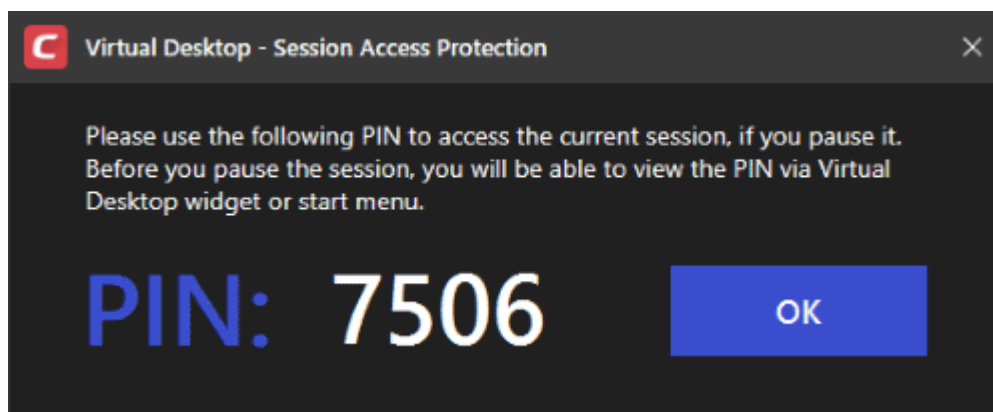 C Virtual Desktop - Session Access Protection
Please use the following PIN to access the current session, if you pause it.
Before you pause the session, you will be able to view the PIN via Virtual
Desktop widget or start menu.
PIN: 7506 OK